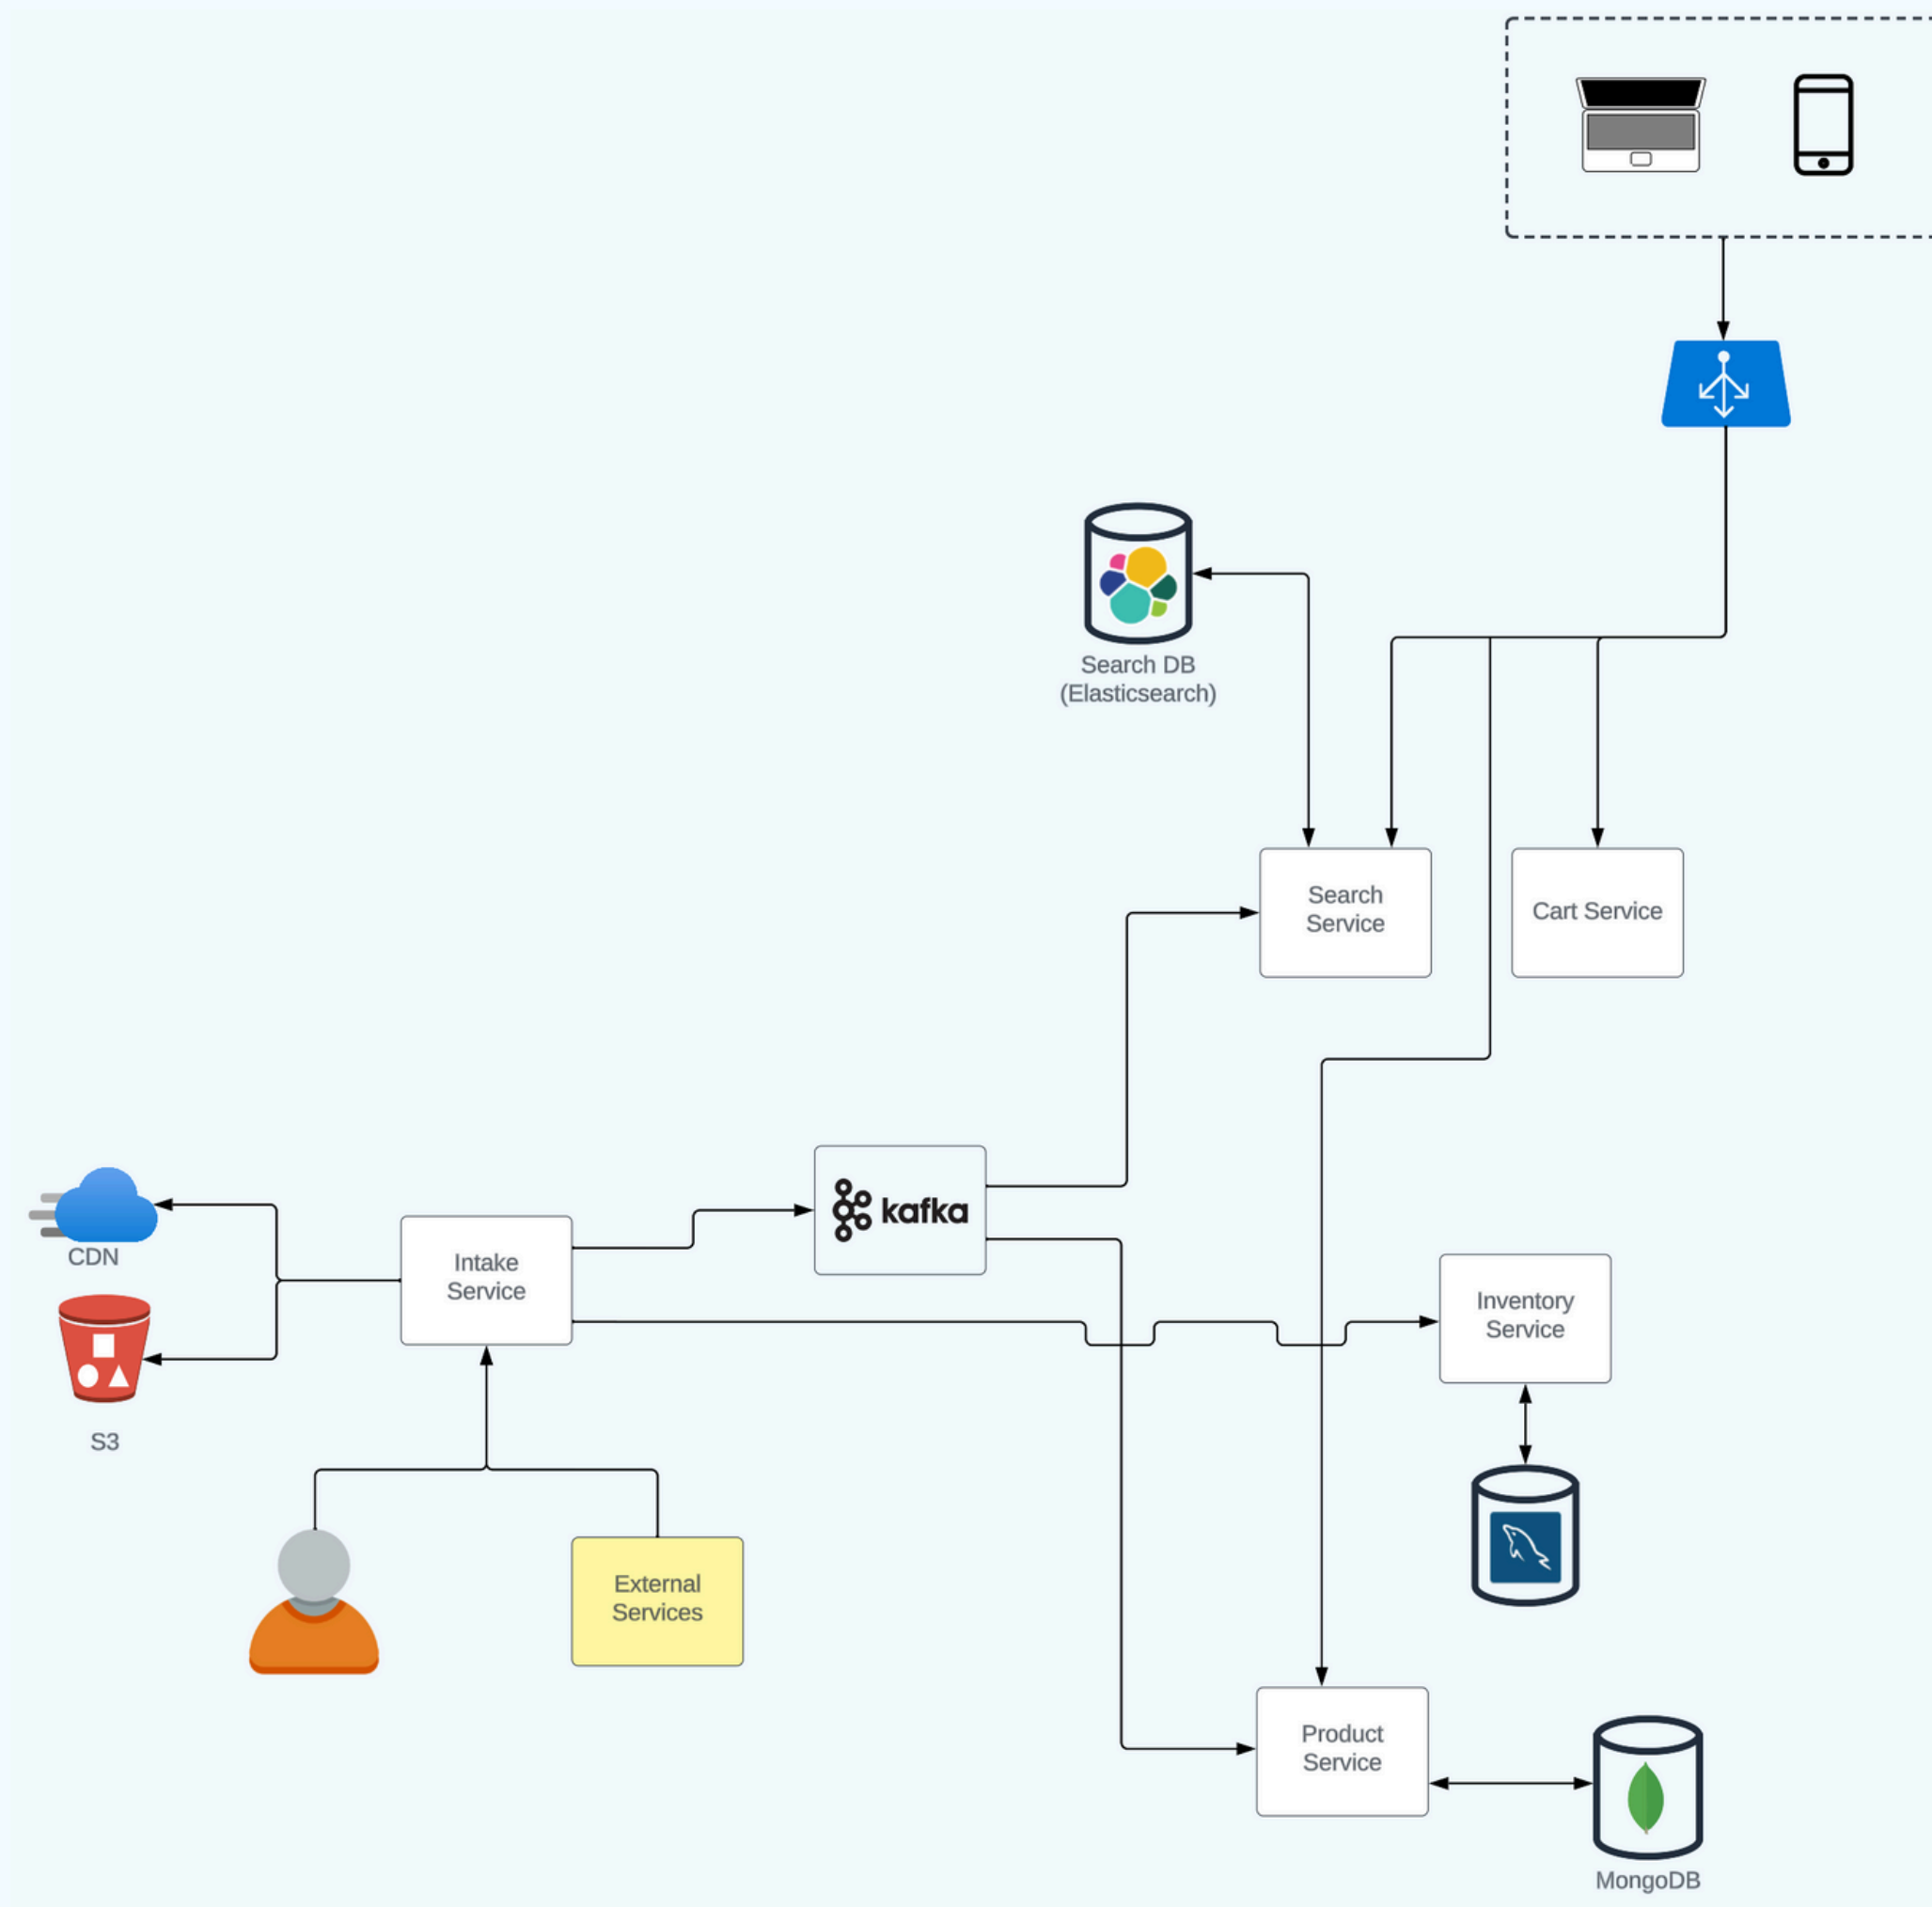 Search DB
(Elasticsearch)
Search
Service
Cart Service
kafka
CDN
Intake
Service
Inventory
Service
S3
External
Services
Product
Service
MongoDB